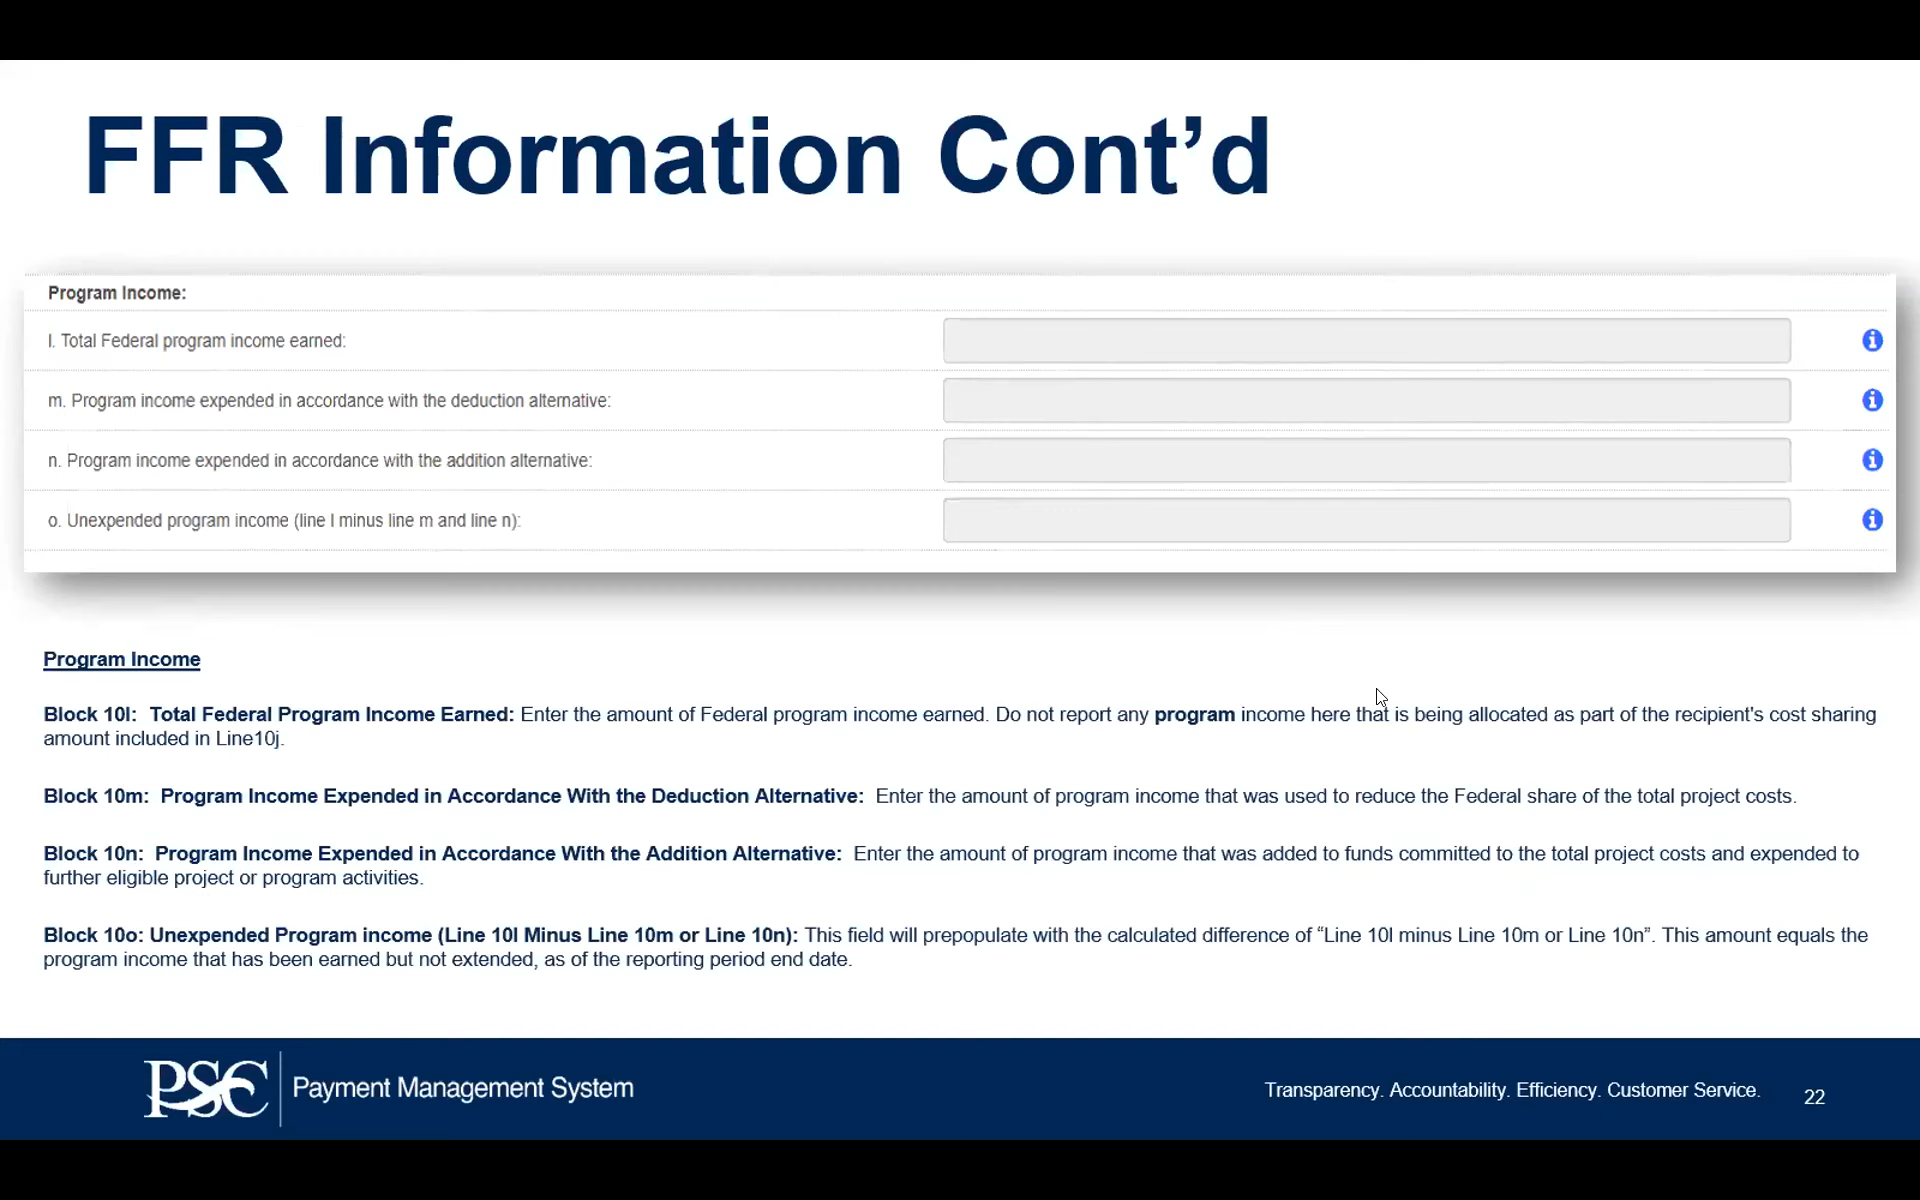 FFR Information Cont’d
Program Income:
l. Total Federal program income earned:
m. Program income expended in accordance with the deduction alternative:
n. Program income expended in accordance with the addition alternative:
o. Unexpended program income (line l minus line m and line n):
Program Income
Block 10l:  Total Federal Program Income Earned: Enter the amount of Federal program income earned. Do not report any program income here that is being allocated as part of the recipient's cost sharing
amount included in Line10j.
Block 10m:  Program Income Expended in Accordance With the Deduction Alternative:  Enter the amount of program income that was used to reduce the Federal share of the total project costs.
Block 10n:  Program Income Expended in Accordance With the Addition Alternative:  Enter the amount of program income that was added to funds committed to the total project costs and expended to
further eligible project or program activities.
Block 10o: Unexpended Program income (Line 10l Minus Line 10m or Line 10n): This field will prepopulate with the calculated difference of “Line 10l minus Line 10m or Line 10n”. This amount equals the
program income that has been earned but not extended, as of the reporting period end date.
PSC Payment Management System
Transparency. Accountability. Efficiency. Customer Service.
22